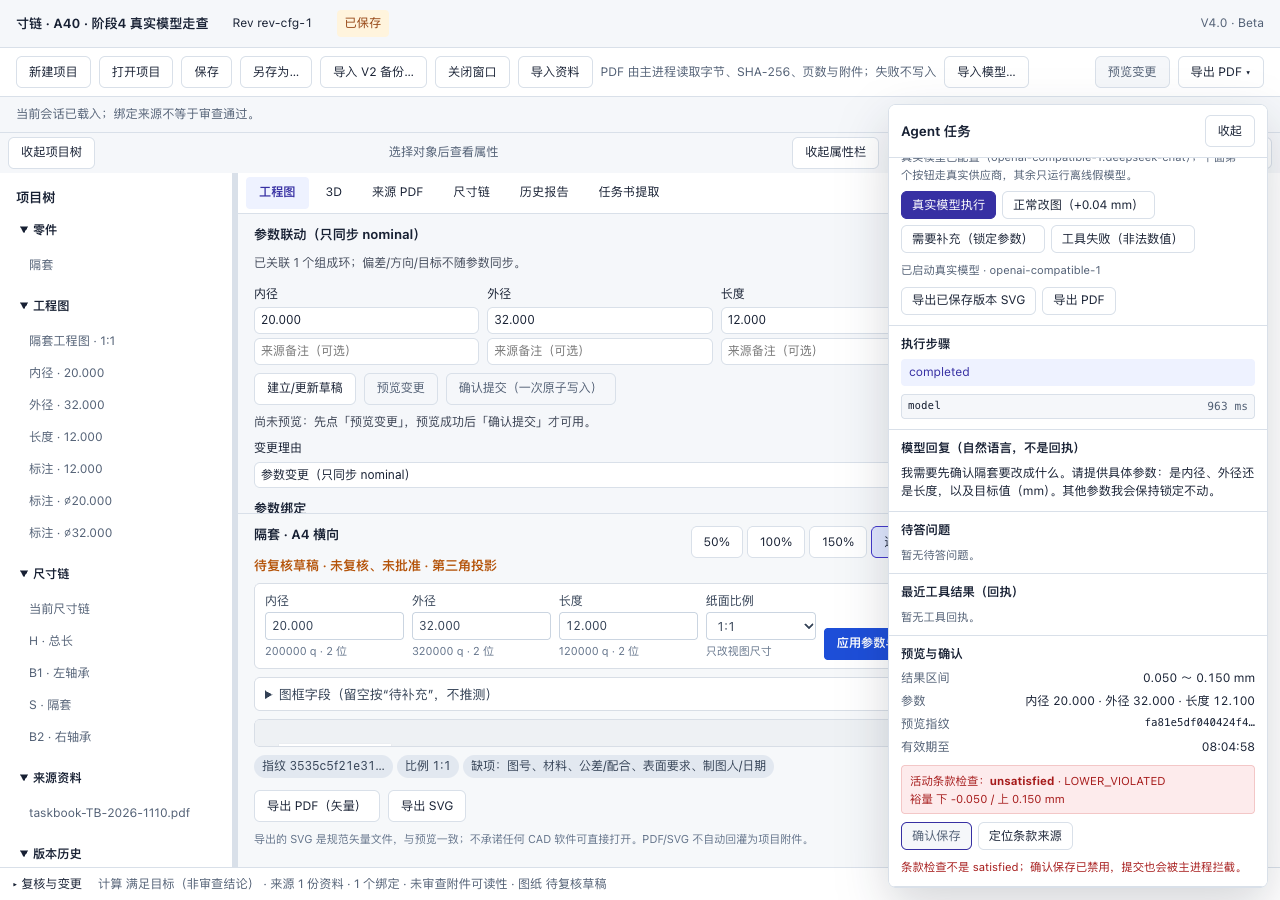 寸链 · A40 · 阶段4 真实模型走查 Rev rev-cfg-1 已保存 V4.0 · Beta
新建项目 打开项目 保存 另存为… 导入 V2 备份… 关闭窗口 导入资料 PDF 由主进程读取字节、SHA-256、页数与附件；失败不写入 导入模型… 预览变更 导出 PDF ▾
当前会话已载入；绑定来源不等于审查通过。
收起项目树 选择对象后查看属性 收起属性栏
项目树
▼ 零件
隔套
▼ 工程图
隔套工程图 · 1:1
内径 · 20.000
外径 · 32.000
长度 · 12.000
标注 · 12.000
标注 · ⌀20.000
标注 · ⌀32.000
▼ 尺寸链
当前尺寸链
H · 总长
B1 · 左轴承
S · 隔套
B2 · 右轴承
▼ 来源资料
taskbook-TB-2026-1110.pdf
▼ 版本历史
工程图 3D 来源 PDF 尺寸链 历史报告 任务书提取
参数联动（只同步 nominal）
已关联 1 个组成环；偏差/方向/目标不随参数同步。
内径 外径 长度
20.000 32.000 12.000
来源备注（可选） 来源备注（可选） 来源备注（可选）
建立/更新草稿 预览变更 确认提交（一次原子写入）
尚未预览：先点「预览变更」，预览成功后「确认提交」才可用。
变更理由
参数变更（只同步 nominal）
参数绑定
隔套 · A4 横向 50% 100% 150%
待复核草稿 · 未复核、未批准 · 第三角投影
内径 外径 长度 纸面比例
20.000 32.000 12.000 1:1
200000 q · 2 位 320000 q · 2 位 120000 q · 2 位 只改视图尺寸
应用参数
▶ 图框字段（留空按“待补充”，不推测）
指纹 3535c5f21e31… 比例 1:1 缺项：图号、材料、公差/配合、表面要求、制图人/日期
导出 PDF（矢量） 导出 SVG
导出的 SVG 是规范矢量文件，与预览一致；不承诺任何 CAD 软件可直接打开。PDF/SVG 不自动回灌为项目附件。
Agent 任务 收起
真实模型已配置（openai-compatible-1:deepseek-chat）；下面第一
个按钮走真实供应商，其余只运行离线假模型。
真实模型执行 正常改图（+0.04 mm）
需要补充（锁定参数） 工具失败（非法数值）
已启动真实模型 · openai-compatible-1
导出已保存版本 SVG 导出 PDF
执行步骤
completed
model 963 ms
模型回复（自然语言，不是回执）
我需要先确认隔套要改成什么。请提供具体参数：是内径、外径还
是长度，以及目标值（mm）。其他参数我会保持锁定不动。
待答问题
暂无待答问题。
最近工具结果（回执）
暂无工具回执。
预览与确认
结果区间 0.050 ～ 0.150 mm
参数 内径 20.000 · 外径 32.000 · 长度 12.100
预览指纹 fa81e5df040424f4…
有效期至 08:04:58
活动条款检查：unsatisfied · LOWER_VIOLATED
裕量 下 -0.050 / 上 0.150 mm
确认保存 定位条款来源
条款检查不是 satisfied；确认保存已禁用，提交也会被主进程拦截。
▸ 复核与变更 计算 满足目标（非审查结论） · 来源 1 份资料 · 1 个绑定 · 未审查附件可读性 · 图纸 待复核草稿